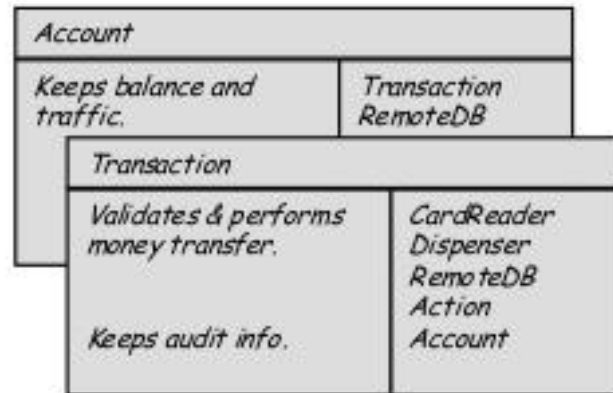 Account
Keeps balance and
traffic.
Transaction
RemoteDB
Transaction
Validates & performs
money transfer.
Keeps audit info.
CardReader
Dispenser
RemoteDB
Action
Account